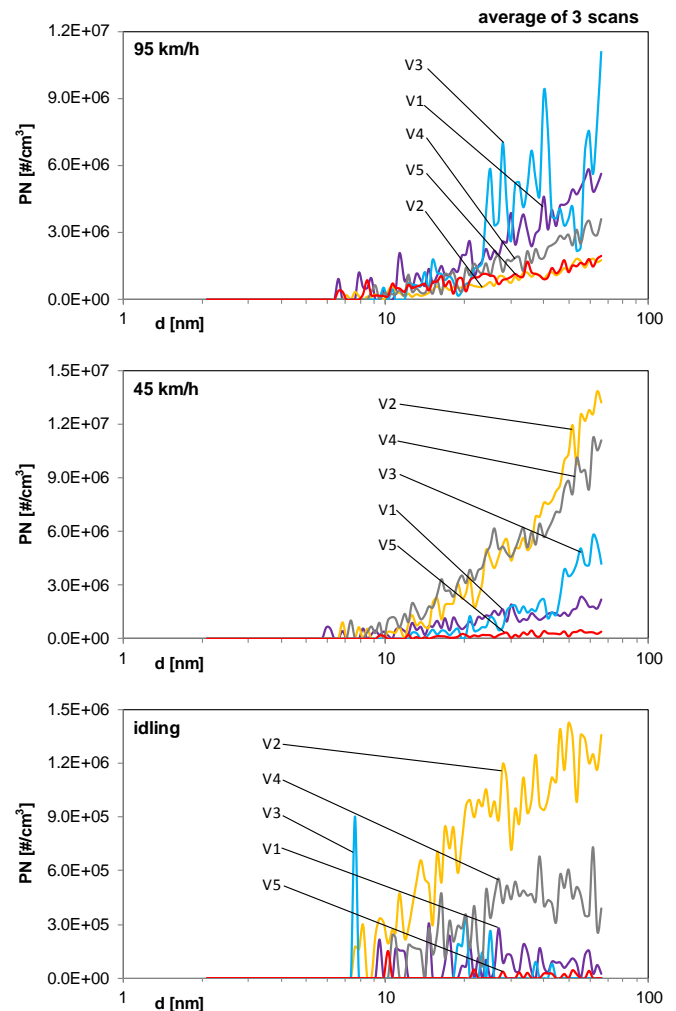 average of 3 scans
1.2E+07
95 km/h
V3
9.0E+06
V1
PN [#/cm³]
V4
6.0E+06
V5
V2
3.0E+06
0.0E+00
1
10
100
d [nm]
1.5E+07
45 km/h
V2
1.2E+07
V4
PN [#/cm³]
9.0E+06
V3
6.0E+06
V1
V5
3.0E+06
0.0E+00
1
10
100
d [nm]
1.5E+06
idling
V2
1.2E+06
V4
PN [#/cm³]
9.0E+05
V3
V1
6.0E+05
V5
3.0E+05
0.0E+00
1
10
100
d [nm]